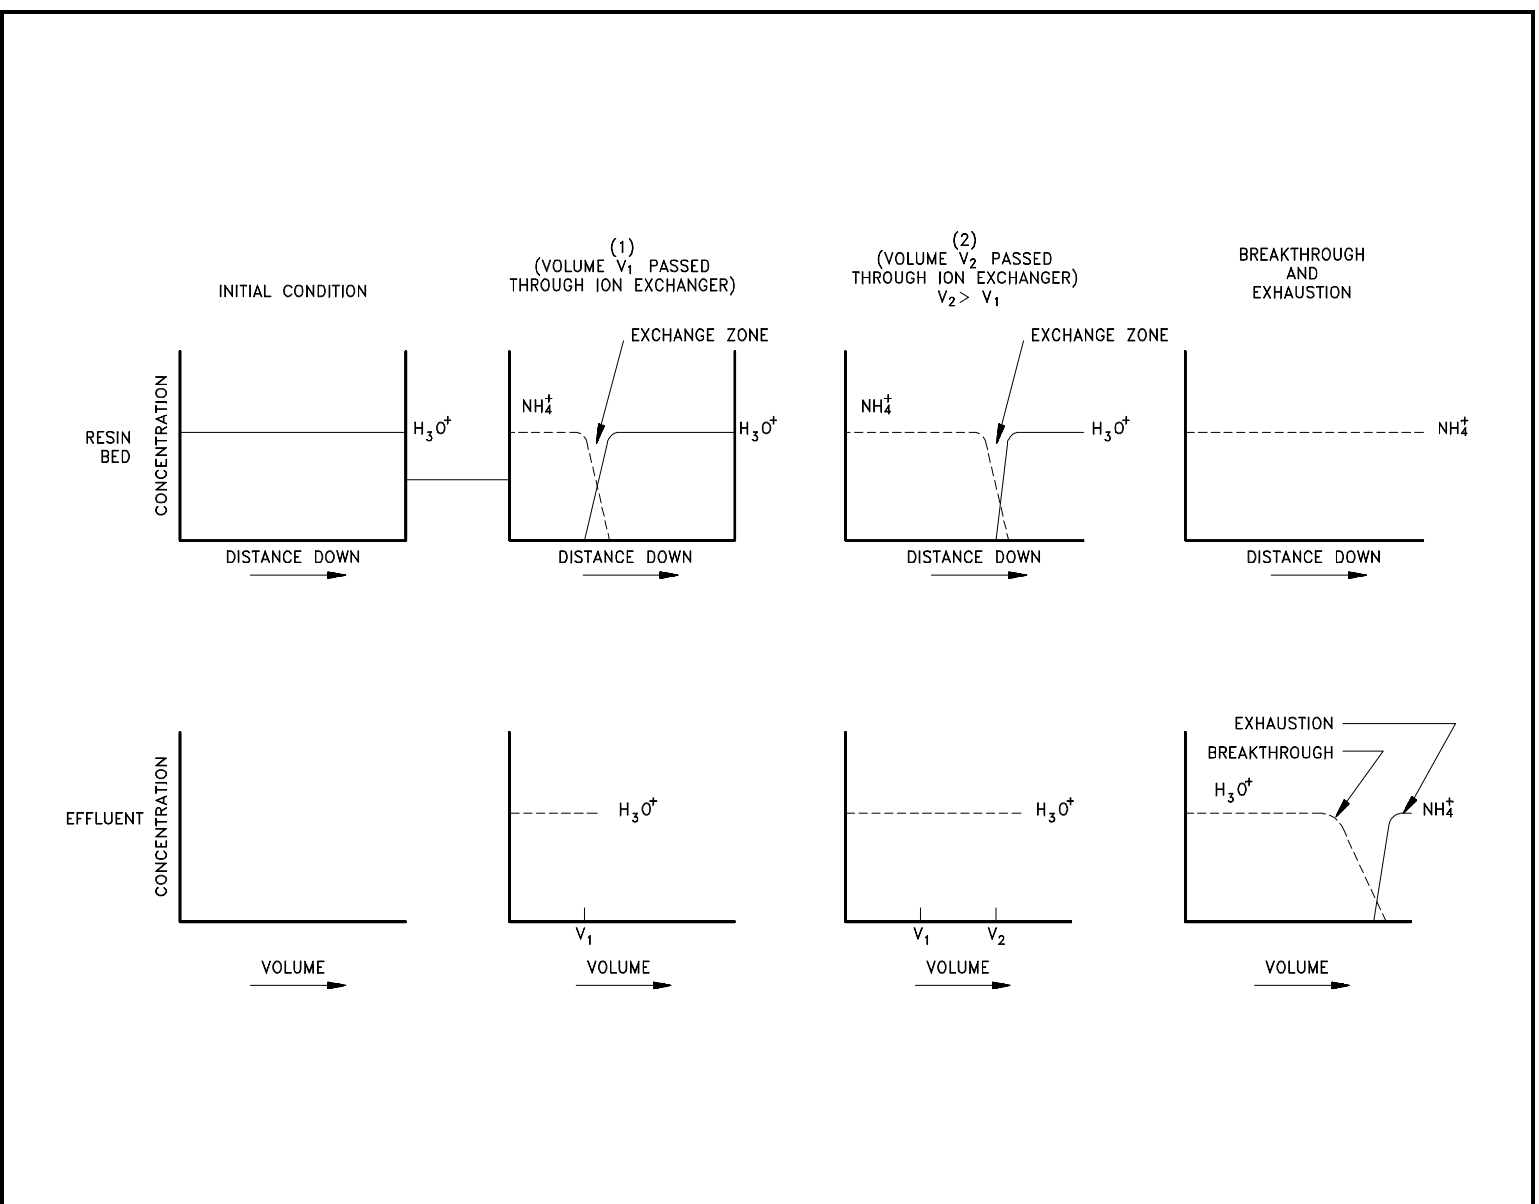 INITIAL CONDITION
(1)
(VOLUME V₁ PASSED
THROUGH ION EXCHANGER)
(2)
(VOLUME V₂ PASSED
THROUGH ION EXCHANGER)
V₂> V₁
BREAKTHROUGH
AND
EXHAUSTION
RESIN
BED
CONCENTRATION
H₃O⁺
DISTANCE DOWN
EXCHANGE ZONE
NH₄⁺
H₃O⁺
DISTANCE DOWN
EXCHANGE ZONE
NH₄⁺
H₃O⁺
DISTANCE DOWN
NH₄⁺
DISTANCE DOWN
EFFLUENT
CONCENTRATION
VOLUME
H₃O⁺
V₁
VOLUME
H₃O⁺
V₁
V₂
VOLUME
EXHAUSTION
BREAKTHROUGH
H₃O⁺
NH₄⁺
VOLUME